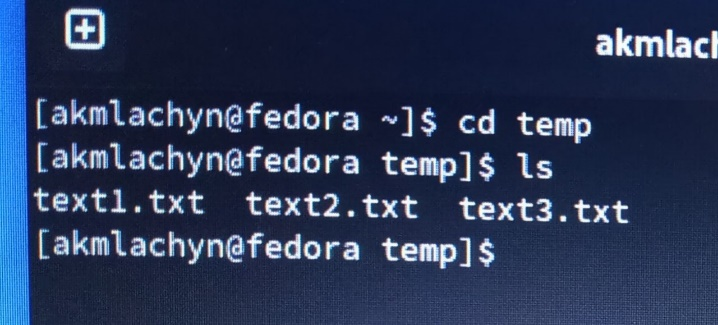 akmlach
[akmlachyn@fedora ~]$ cd temp
[akmlachyn@fedora temp]$ ls
text1.txt  text2.txt  text3.txt
[akmlachyn@fedora temp]$